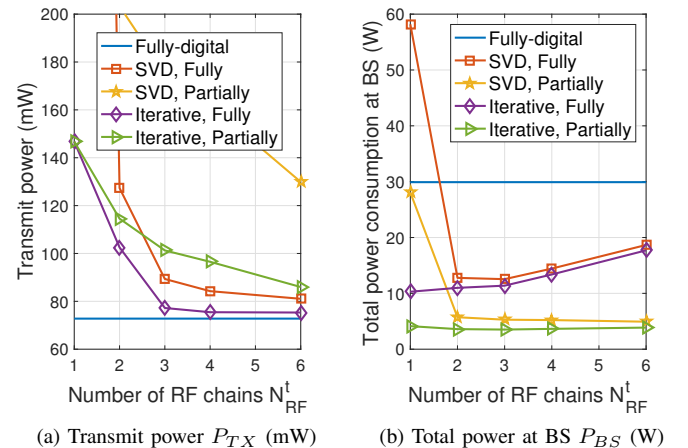 200
180
160
140
120
100
80
60
Transmit power (mW)
Fully-digital
SVD, Fully
SVD, Partially
Iterative, Fully
Iterative, Partially
1 2 3 4 5 6
Number of RF chains N^t_RF
(a) Transmit power P_TX (mW)
60
50
40
30
20
10
0
Total power consumption at BS (W)
Fully-digital
SVD, Fully
SVD, Partially
Iterative, Fully
Iterative, Partially
1 2 3 4 5 6
Number of RF chains N^t_RF
(b) Total power at BS P_BS (W)